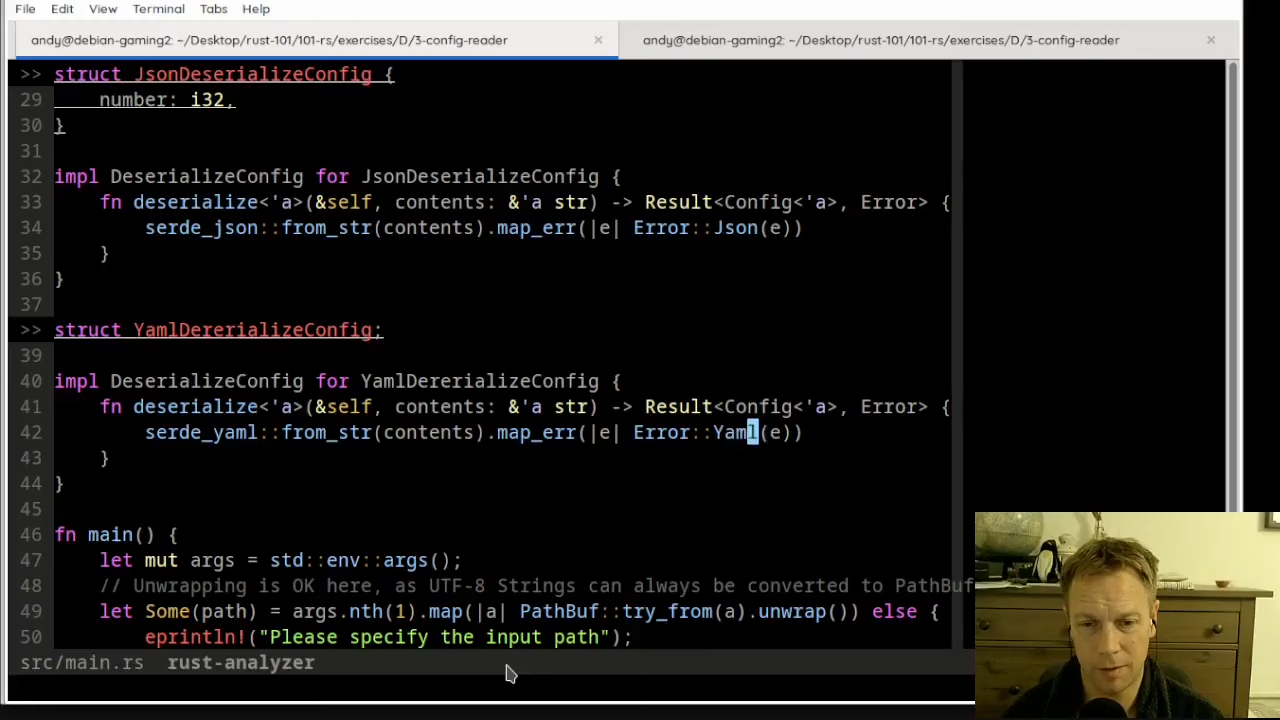 File Edit View Terminal Tabs Help
andy@debian-gaming2: ~/Desktop/rust-101/101-rs/exercises/D/3-config-reader × andy@debian-gaming2: ~/Desktop/rust-101/101-rs/exercises/D/3-config-reader ×
>> struct JsonDeserializeConfig {
29     number: i32,
30 }
31
32 impl DeserializeConfig for JsonDeserializeConfig {
33     fn deserialize<'a>(&self, contents: &'a str) -> Result<Config<'a>, Error> {
34         serde_json::from_str(contents).map_err(|e| Error::Json(e))
35     }
36 }
37
>> struct YamlDererializeConfig;
39
40 impl DeserializeConfig for YamlDererializeConfig {
41     fn deserialize<'a>(&self, contents: &'a str) -> Result<Config<'a>, Error> {
42         serde_yaml::from_str(contents).map_err(|e| Error::Yaml(e))
43     }
44 }
45
46 fn main() {
47     let mut args = std::env::args();
48     // Unwrapping is OK here, as UTF-8 Strings can always be converted to PathBuf
49     let Some(path) = args.nth(1).map(|a| PathBuf::try_from(a).unwrap()) else {
50         eprintln!("Please specify the input path");
src/main.rs rust-analyzer